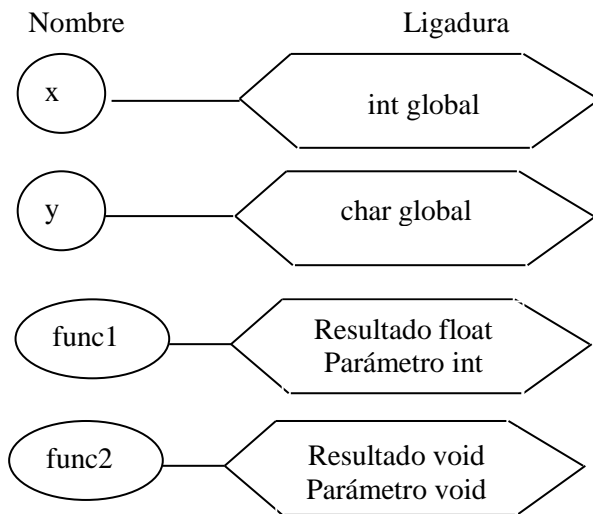 Nombre Ligadura
x int global
y char global
func1 Resultado float
Parámetro int
func2 Resultado void
Parámetro void